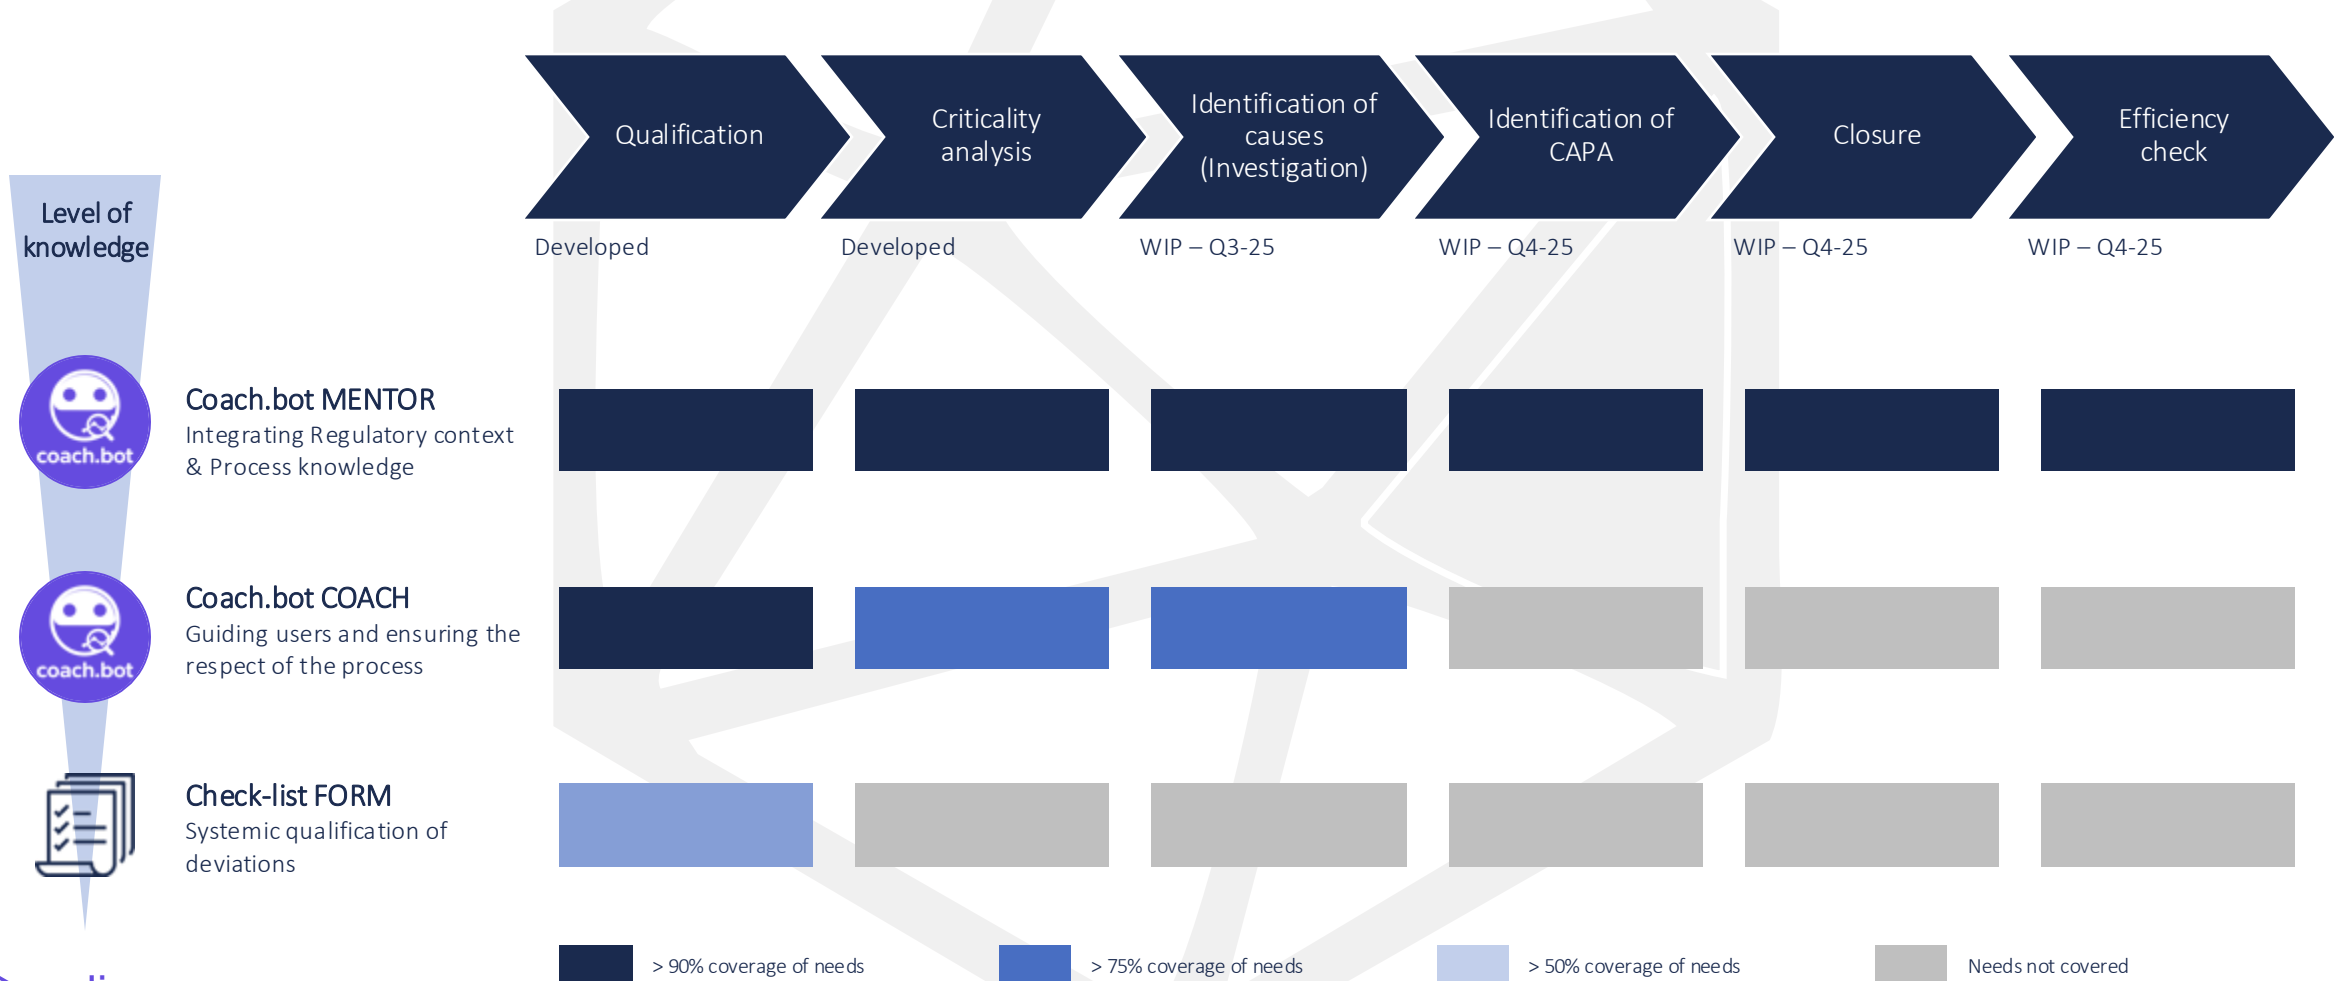 Qualification
Criticality
analysis
Identification of
causes
(Investigation)
Identification of
CAPA
Closure
Efficiency
check
Level of
knowledge
Developed
Developed
WIP – Q3-25
WIP – Q4-25
WIP – Q4-25
WIP – Q4-25
coach.bot
Coach.bot MENTOR
Integrating Regulatory context
& Process knowledge
coach.bot
Coach.bot COACH
Guiding users and ensuring the
respect of the process
Check-list FORM
Systemic qualification of
deviations
> 90% coverage of needs
> 75% coverage of needs
> 50% coverage of needs
Needs not covered